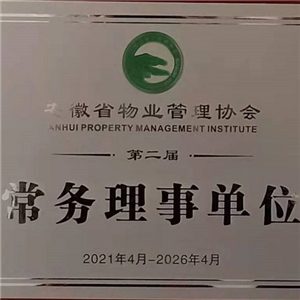 安徽省物业管理协会
ANHUI PROPERTY MANAGEMENT INSTITUTE
第二届
常务理事单位
2021年4月-2026年4月